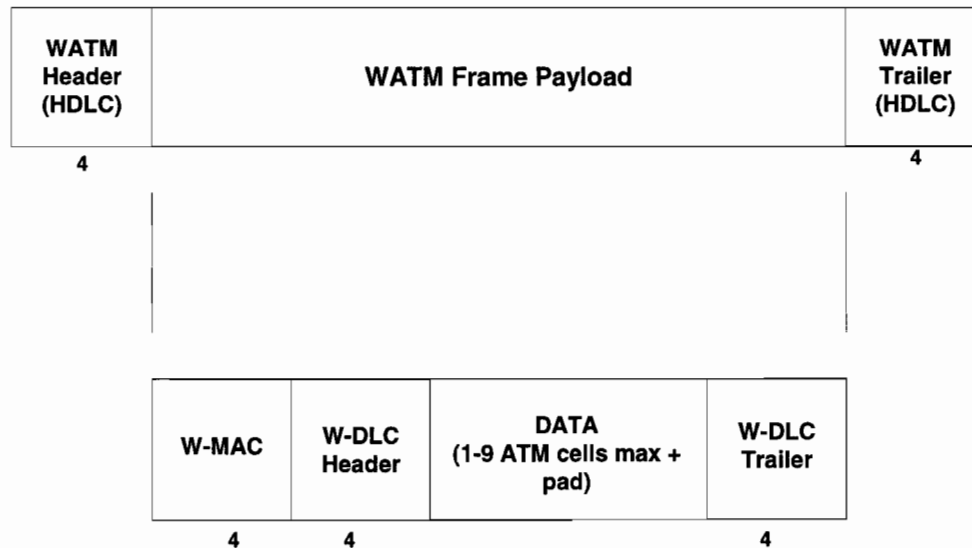 WATM
Header
(HDLC)
WATM Frame Payload
WATM
Trailer
(HDLC)
4
4
W-MAC
W-DLC
Header
DATA
(1-9 ATM cells max +
pad)
W-DLC
Trailer
4
4
4